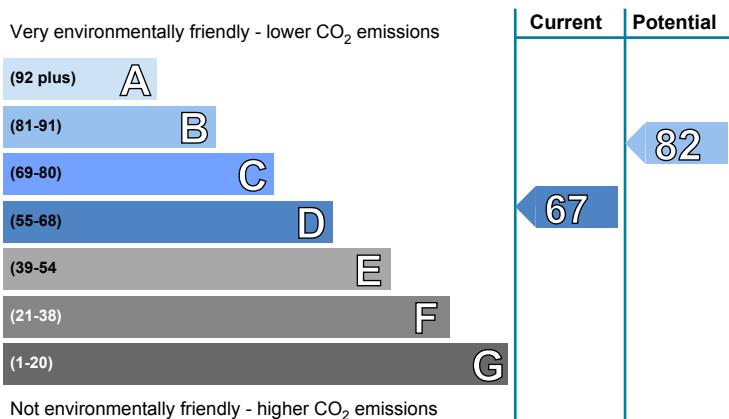 Very environmentally friendly - lower CO₂ emissions
Current
Potential
(92 plus) A
(81-91) B
(69-80) C
(55-68) D
(39-54 E
(21-38) F
(1-20) G
82
67
Not environmentally friendly - higher CO₂ emissions